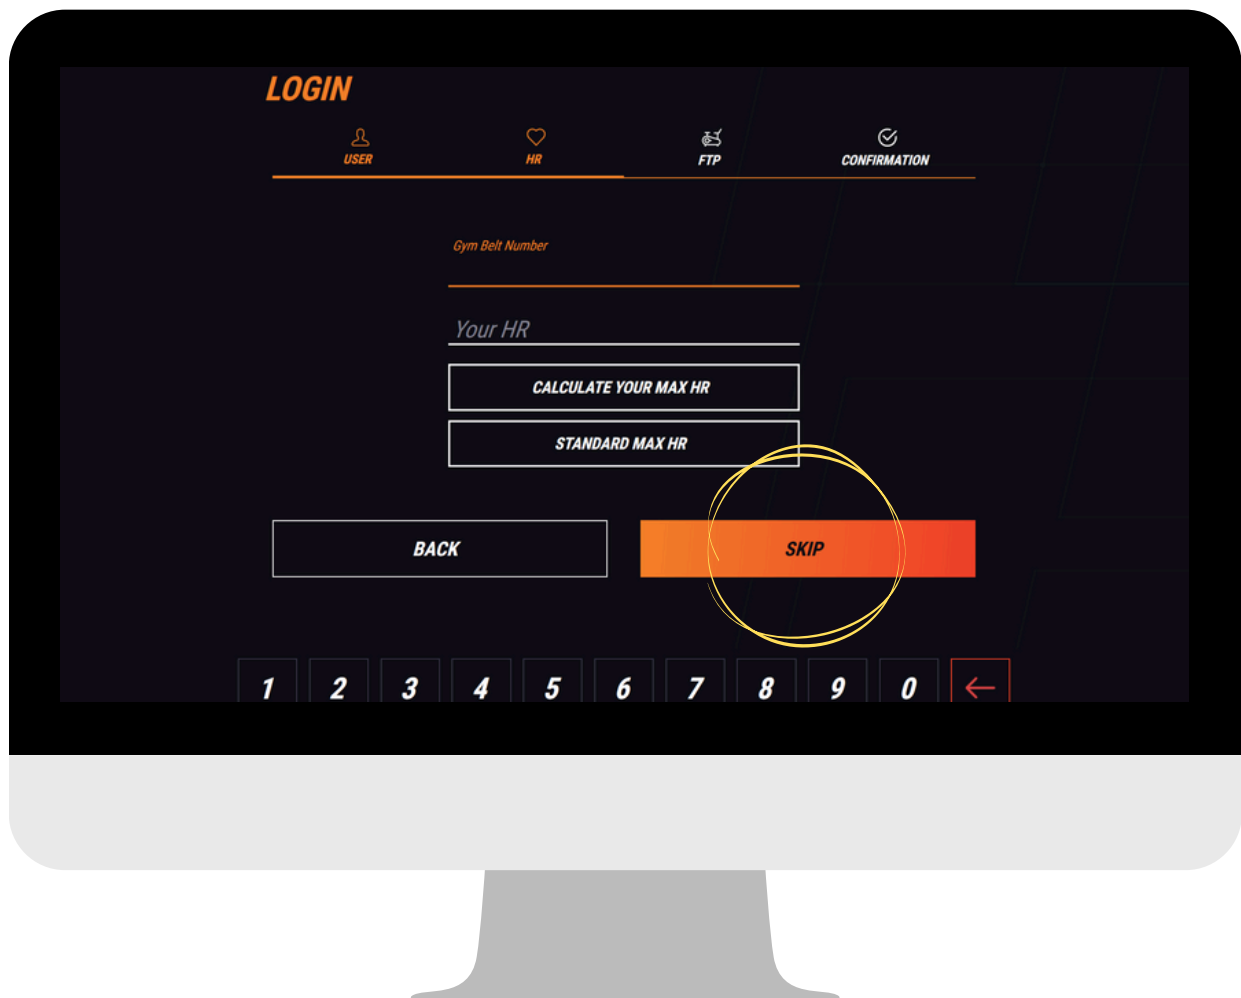 LOGIN
USER HR FTP CONFIRMATION
Gym Belt Number
Your HR
CALCULATE YOUR MAX HR
STANDARD MAX HR
BACK SKIP
1 2 3 4 5 6 7 8 9 0